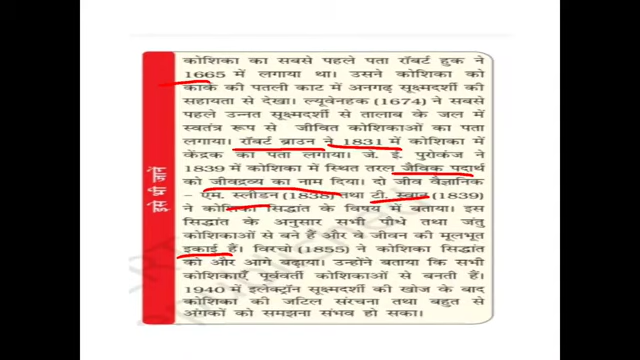 कोशिका का सबसे पहले पता रॉबर्ट हुक ने
1665 में लगाया था। उसने कोशिका को
कार्क की पतली काट में अनगढ़ सूक्ष्मदर्शी की
सहायता से देखा। ल्यूवेनहक (1674) ने सबसे
पहले उन्नत सूक्ष्मदर्शी से तालाब के जल में
स्वतंत्र रूप से जीवित कोशिकाओं का पता
लगाया। रॉबर्ट ब्राउन ने 1831 में कोशिका में
केंद्रक का पता लगाया। जे. ई. पुरोकंज ने
1839 में कोशिका में स्थित तरल जैविक पदार्थ
को जीवद्रव्य का नाम दिया। दो जीव वैज्ञानिक
एम. स्लीडन (1838) तथा टी. स्वान (1839)
ने कोशिका सिद्धांत के विषय में बताया। इस
सिद्धांत के अनुसार सभी पौधे तथा जंतु
कोशिकाओं से बने हैं और वे जीवन की मूलभूत
इकाई हैं। विरचो (1855) ने कोशिका सिद्धांत
को और आगे बढ़ाया। उन्होंने बताया कि सभी
कोशिकाएँ पूर्ववर्ती कोशिकाओं से बनती हैं।
1940 में इलेक्ट्रॉन सूक्ष्मदर्शी की खोज के बाद
कोशिका की जटिल संरचना तथा बहुत से
अंगकों को समझना संभव हो सका।
इसे भी जानें